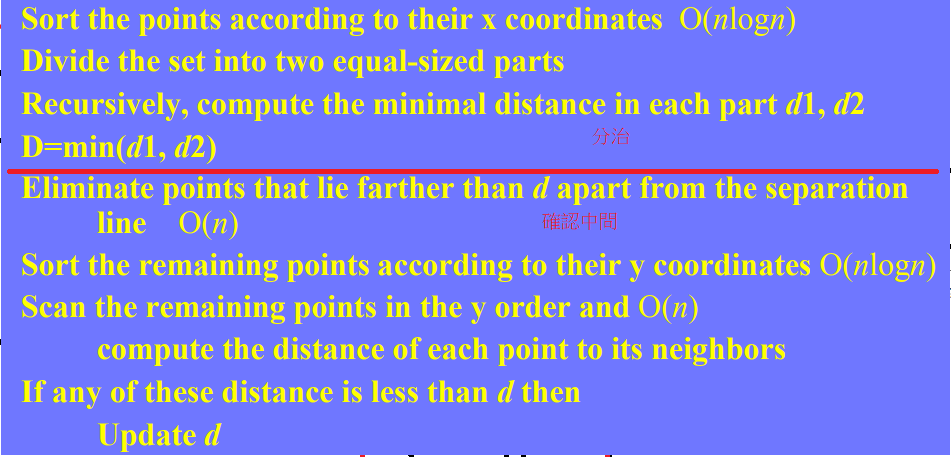 Sort the points according to their x coordinates O(nlogn)
Divide the set into two equal-sized parts
Recursively, compute the minimal distance in each part d1, d2
D=min(d1, d2)
分治
Eliminate points that lie farther than d apart from the separation
line O(n)
確認中間
Sort the remaining points according to their y coordinates O(nlogn)
Scan the remaining points in the y order and O(n)
compute the distance of each point to its neighbors
If any of these distance is less than d then
Update d